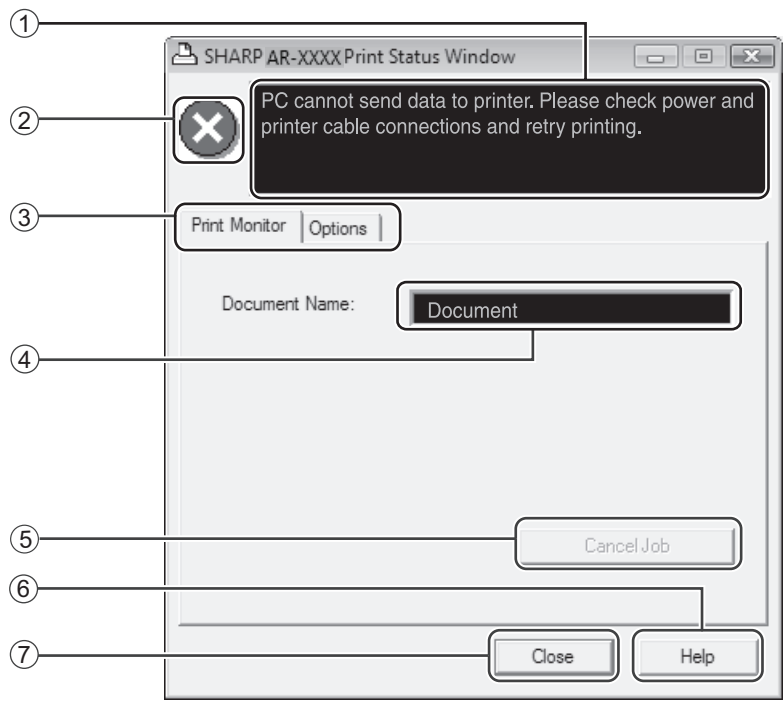 1
SHARP AR-XXXX Print Status Window
2
PC cannot send data to printer. Please check power and
printer cable connections and retry printing.
3
Print Monitor
Options
Document Name:
Document
4
5
Cancel Job
6
7
Close
Help